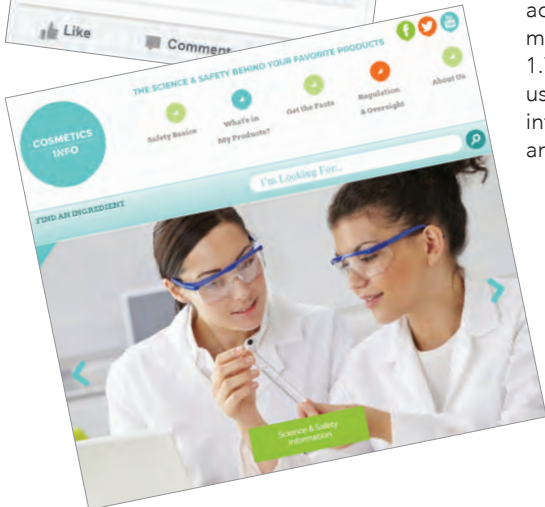 Like
Comment
THE SCIENCE & SAFETY BEHIND YOUR FAVORITE PRODUCTS
COSMETICS
INFO
Safety Basics
What's in
My Products?
Get the Facts
Regulation
& Oversight
About Us
I'm Looking For...
FIND AN INGREDIENT
Science & Safety
Information
ac
m
1.
us
in
an